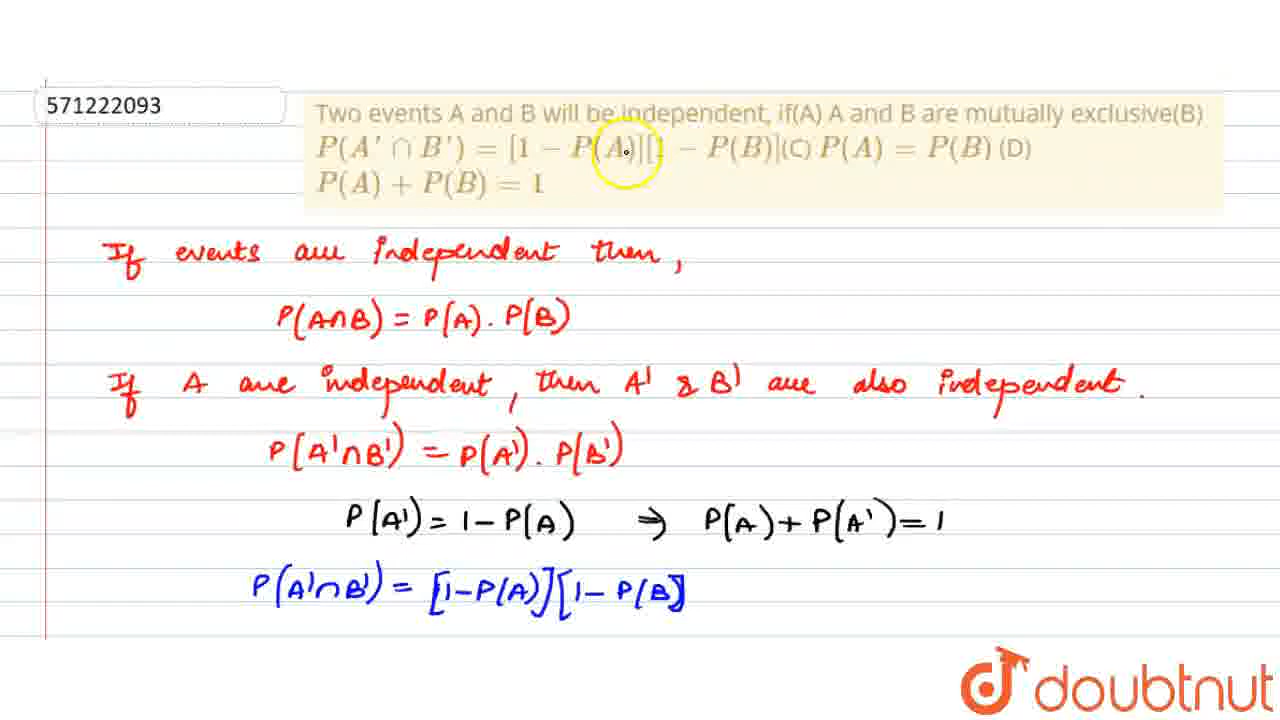 571222093
Two events A and B will be independent, if(A) A and B are mutually exclusive(B)
P(A' ∩ B') = [1 − P(A)][1 − P(B)](C) P(A) = P(B) (D)
P(A) + P(B) = 1
If events are independent then,
P(A∩B) = P(A). P(B)
If A are independent, then A' & B' are also independent.
P(A'∩B') = P(A'). P(B')
P(A') = 1 - P(A) ⇒ P(A) + P(A') = 1
P(A'∩B') = [1-P(A)][1- P(B]
doubtnut